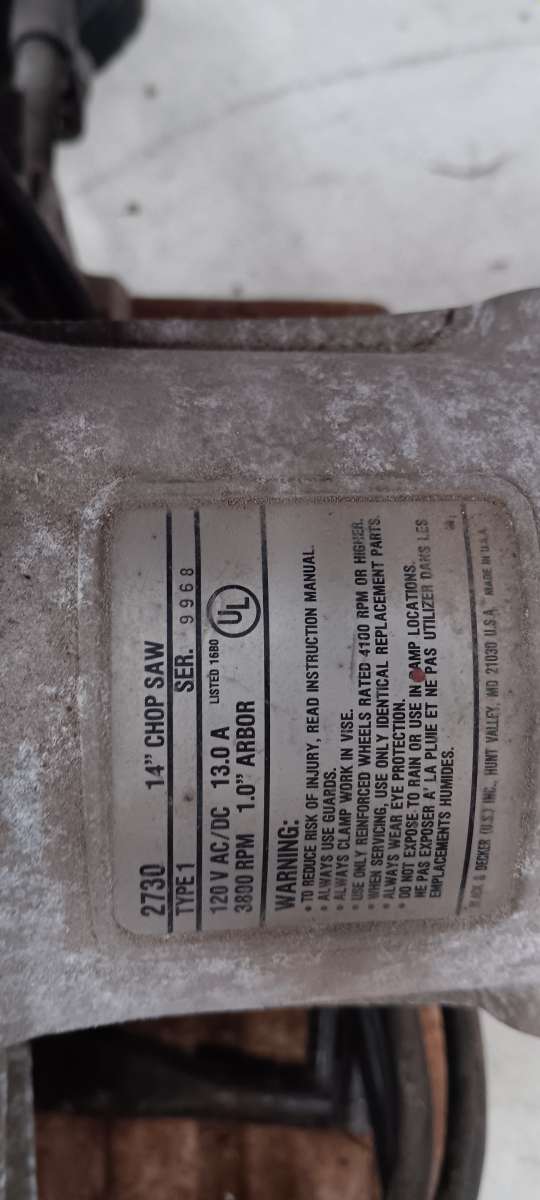 2730 14" CHOP SAW
TYPE 1 SER. 9968
120 V AC/DC 13.0 A LISTED 16B0
3800 RPM 1.0" ARBOR UL
WARNING:
• TO REDUCE RISK OF INJURY, READ INSTRUCTION MANUAL.
• ALWAYS USE GUARDS.
• ALWAYS CLAMP WORK IN VISE.
• USE ONLY REINFORCED WHEELS RATED 4100 RPM OR HIGHER.
• WHEN SERVICING, USE ONLY IDENTICAL REPLACEMENT PARTS.
• ALWAYS WEAR EYE PROTECTION.
• DO NOT EXPOSE TO RAIN OR USE IN DAMP LOCATIONS.
NE PAS EXPOSER A' LA PLUIE ET NE PAS UTILIZER DANS LES
EMPLACEMENTS HUMIDES.
BLACK & DECKER (U.S.) INC., HUNT VALLEY, MD 21030 U.S.A MADE IN U.S.A